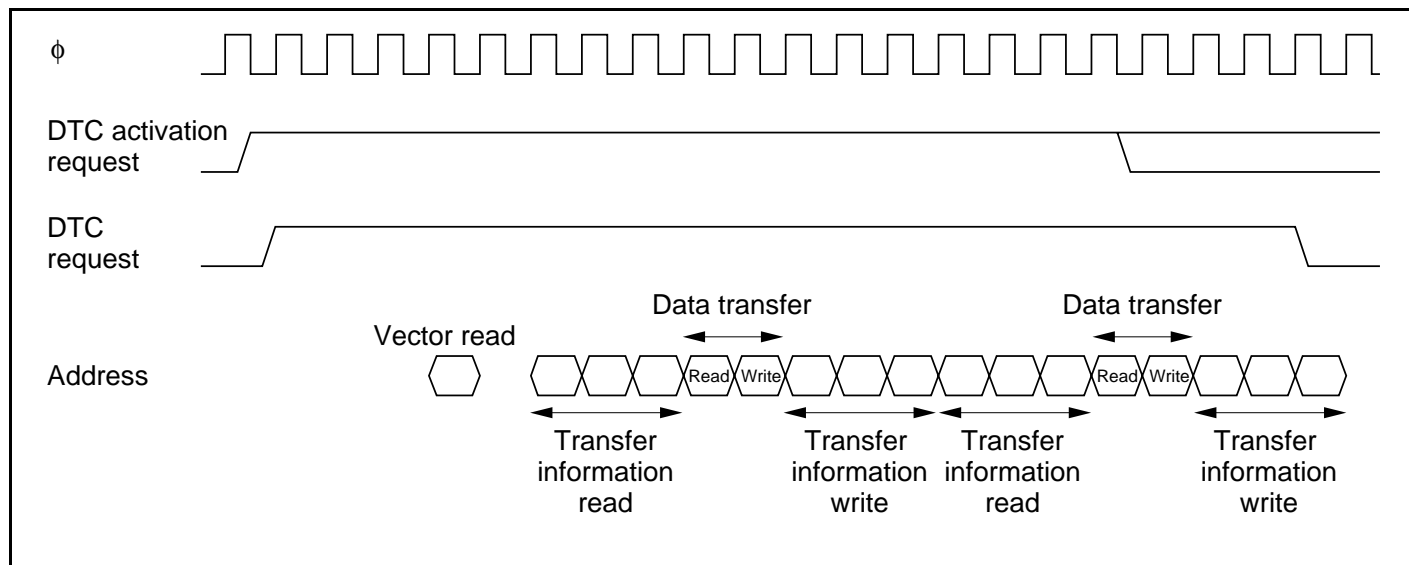 ϕ
DTC activation
request
DTC
request
Data transfer
Data transfer
Vector read
Address
Read
Write
Read
Write
Transfer
information
read
Transfer
information
write
Transfer
information
read
Transfer
information
write